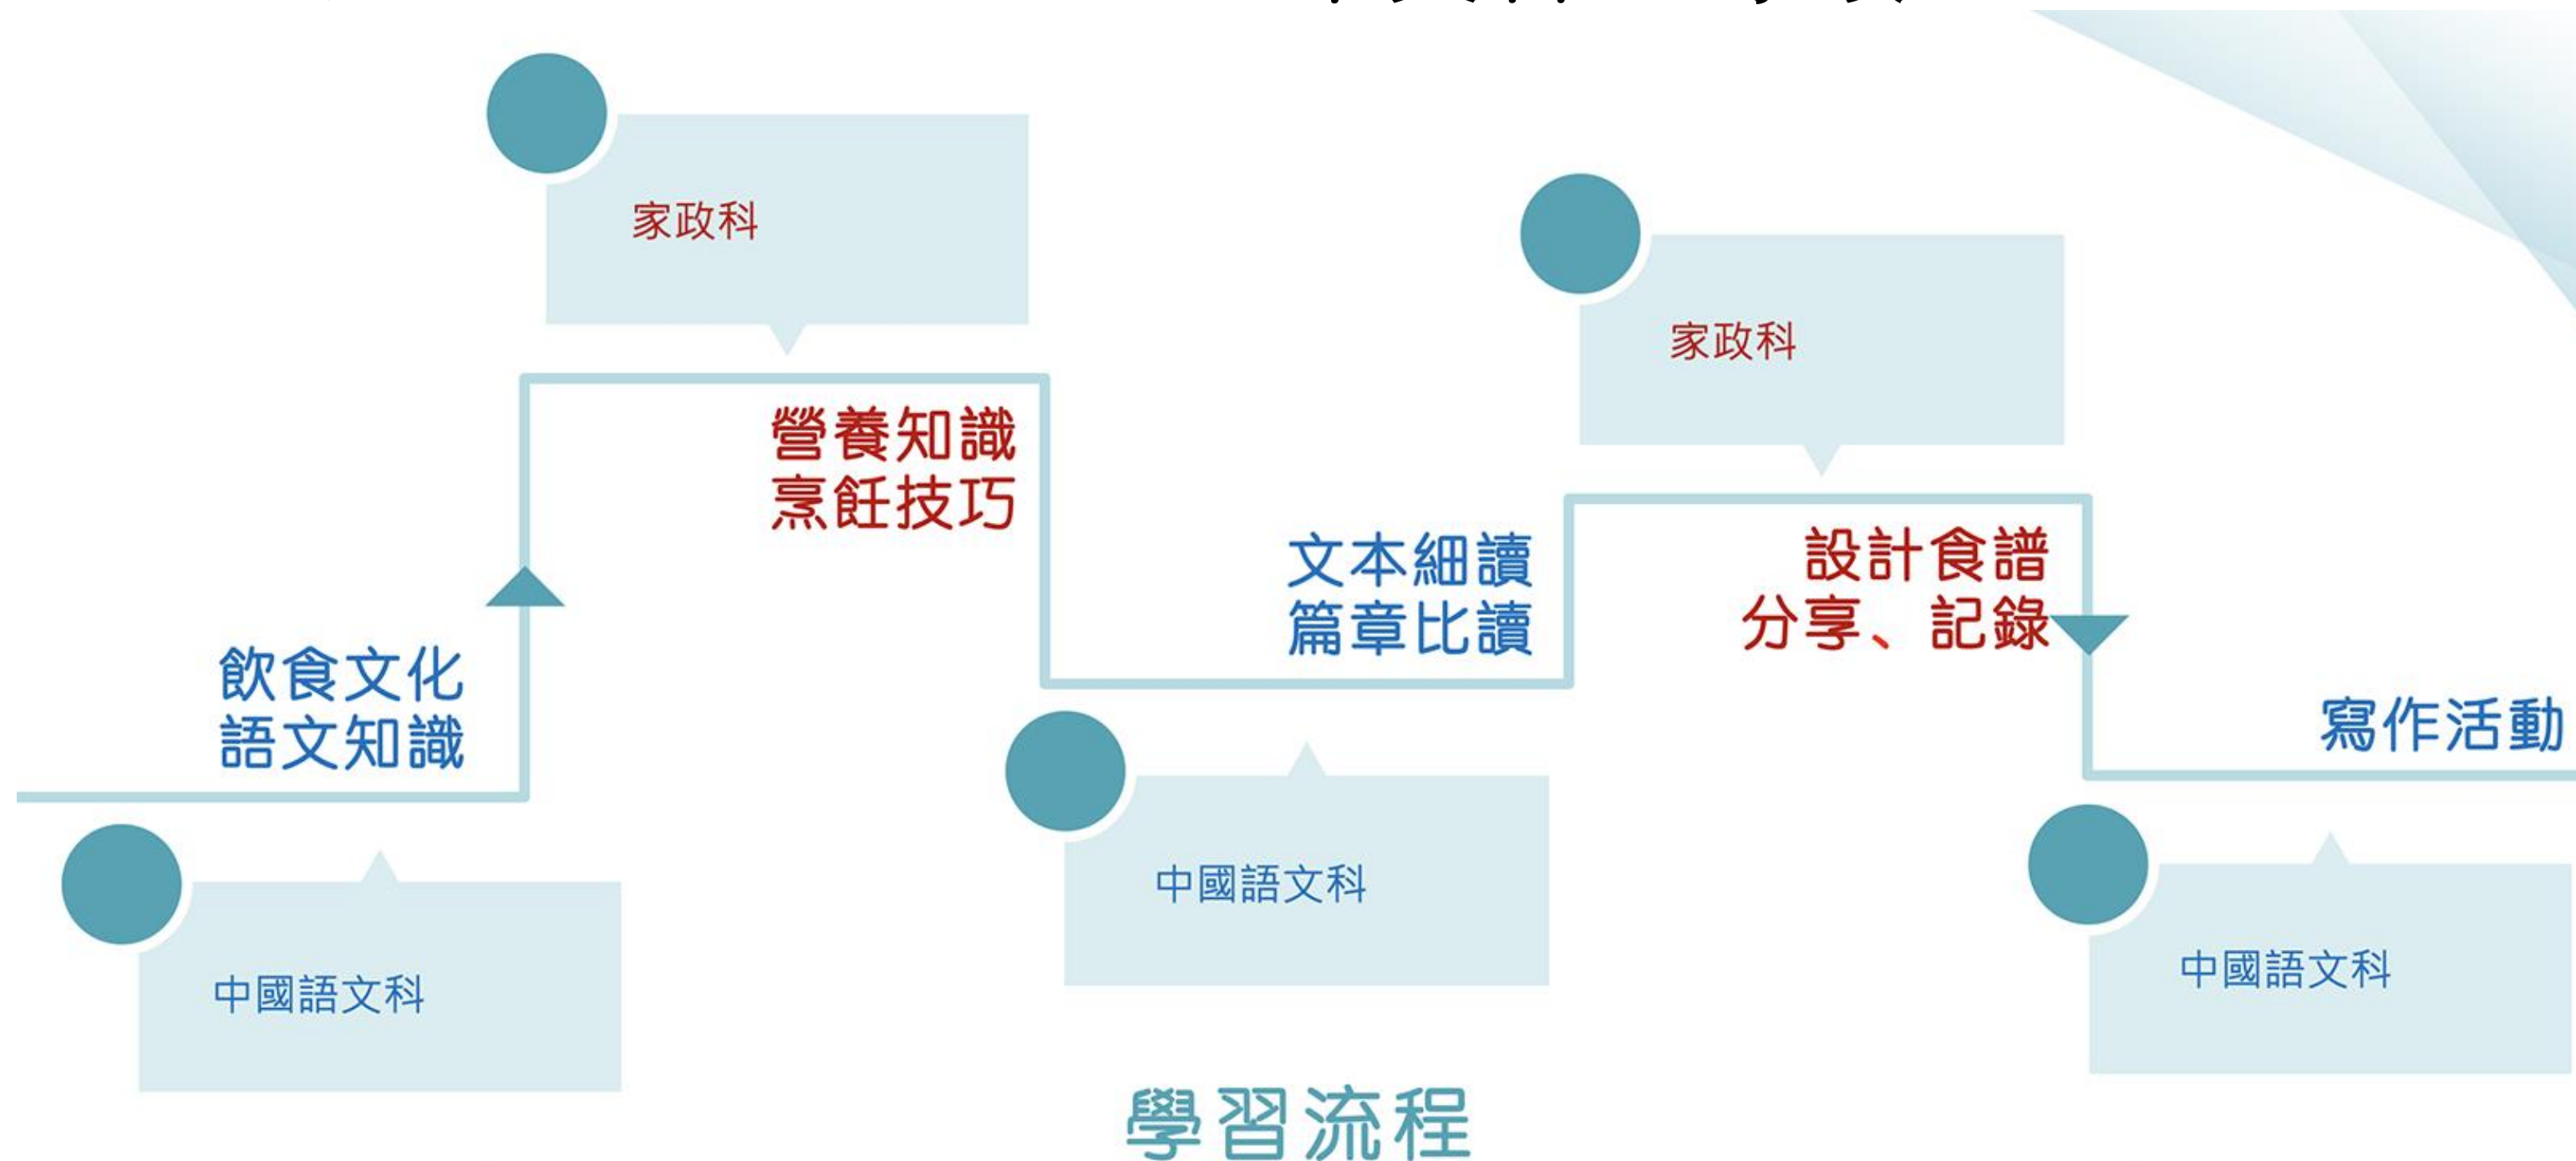 家政科
營養知識
烹飪技巧
家政科
文本細讀
篇章比讀
設計食譜
分享、記錄
飲食文化
語文知識
寫作活動
中國語文科
中國語文科
中國語文科
學習流程